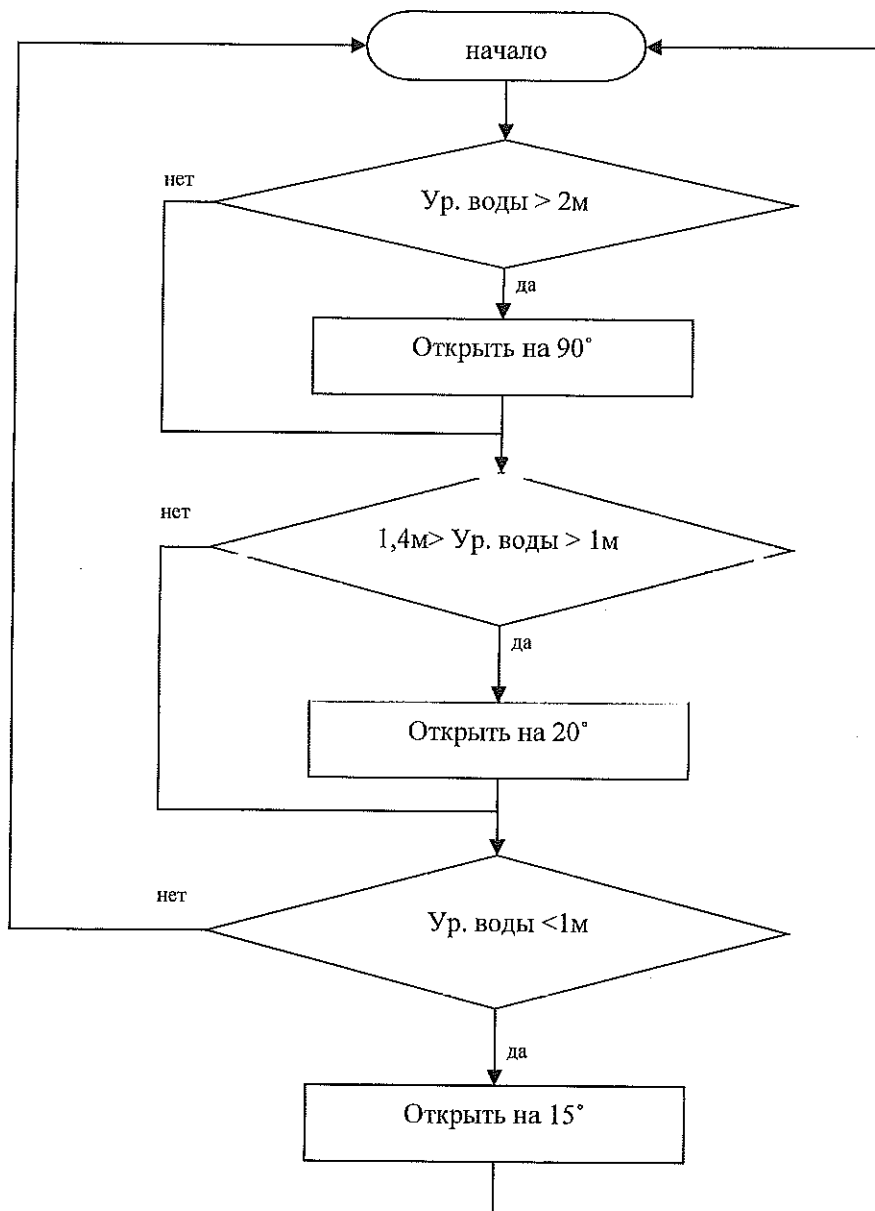 начало
нет
Ур. воды > 2м
да
Открыть на 90°
нет
1,4м> Ур. воды > 1м
да
Открыть на 20°
нет
Ур. воды <1м
да
Открыть на 15°